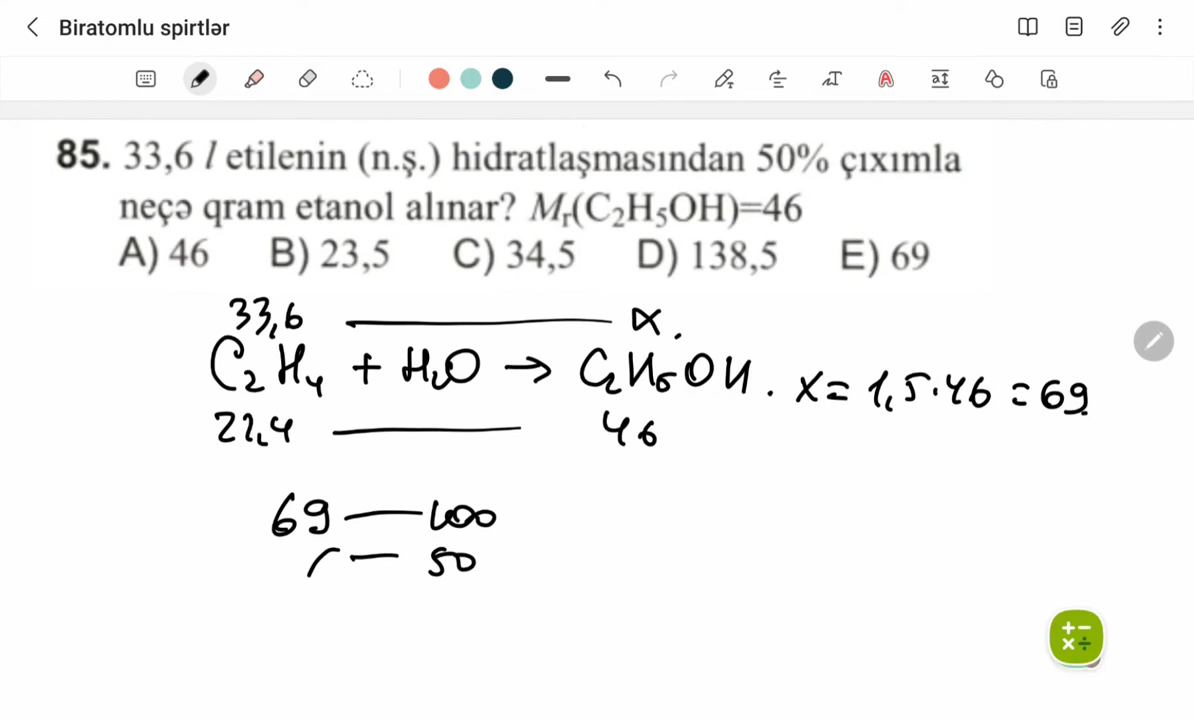 Biratomlu spirtlər
85. 33,6 l etilenin (n.ş.) hidratlaşmasından 50% çıxımla
neçə qram etanol alınar? Mᵣ(C₂H₅OH)=46
A) 46 B) 23,5 C) 34,5 D) 138,5 E) 69
33,6 x.
C₂H₄ + H₂O → C₂H₅OH. x = 1,5·46 = 69
22,4 46
69 — 100
— 50